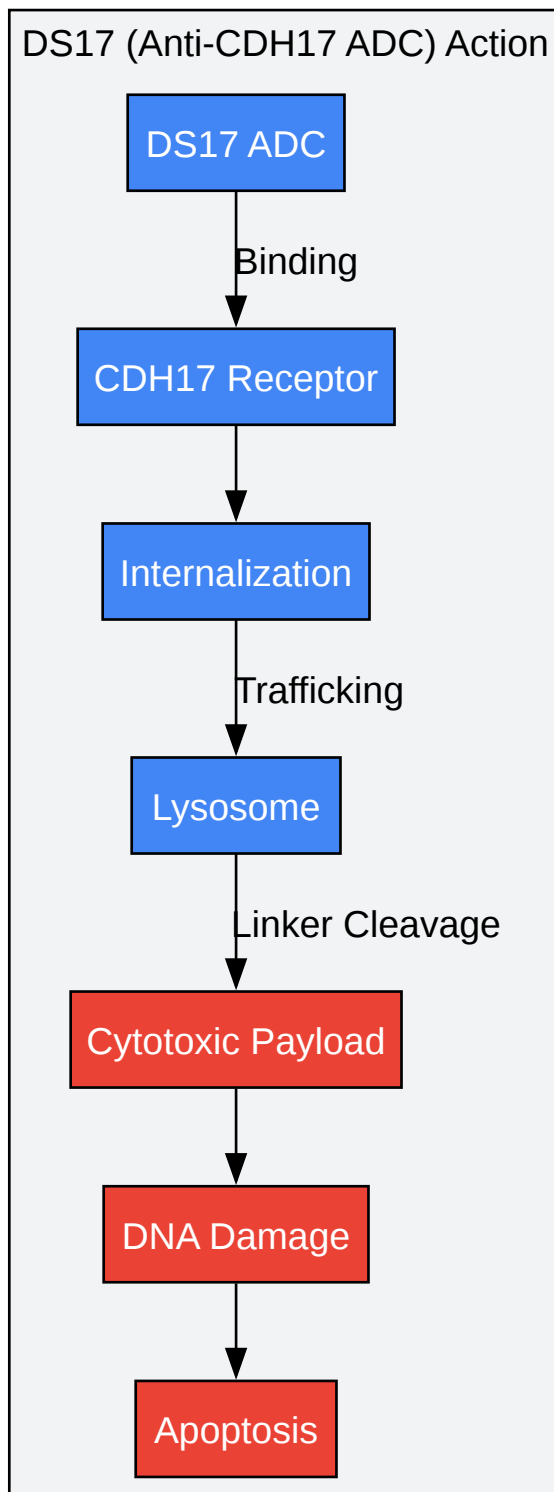 DS17 (Anti-CDH17 ADC) Action
DS17 ADC
Binding
CDH17 Receptor
Internalization
Trafficking
Lysosome
Linker Cleavage
Cytotoxic Payload
DNA Damage
Apoptosis